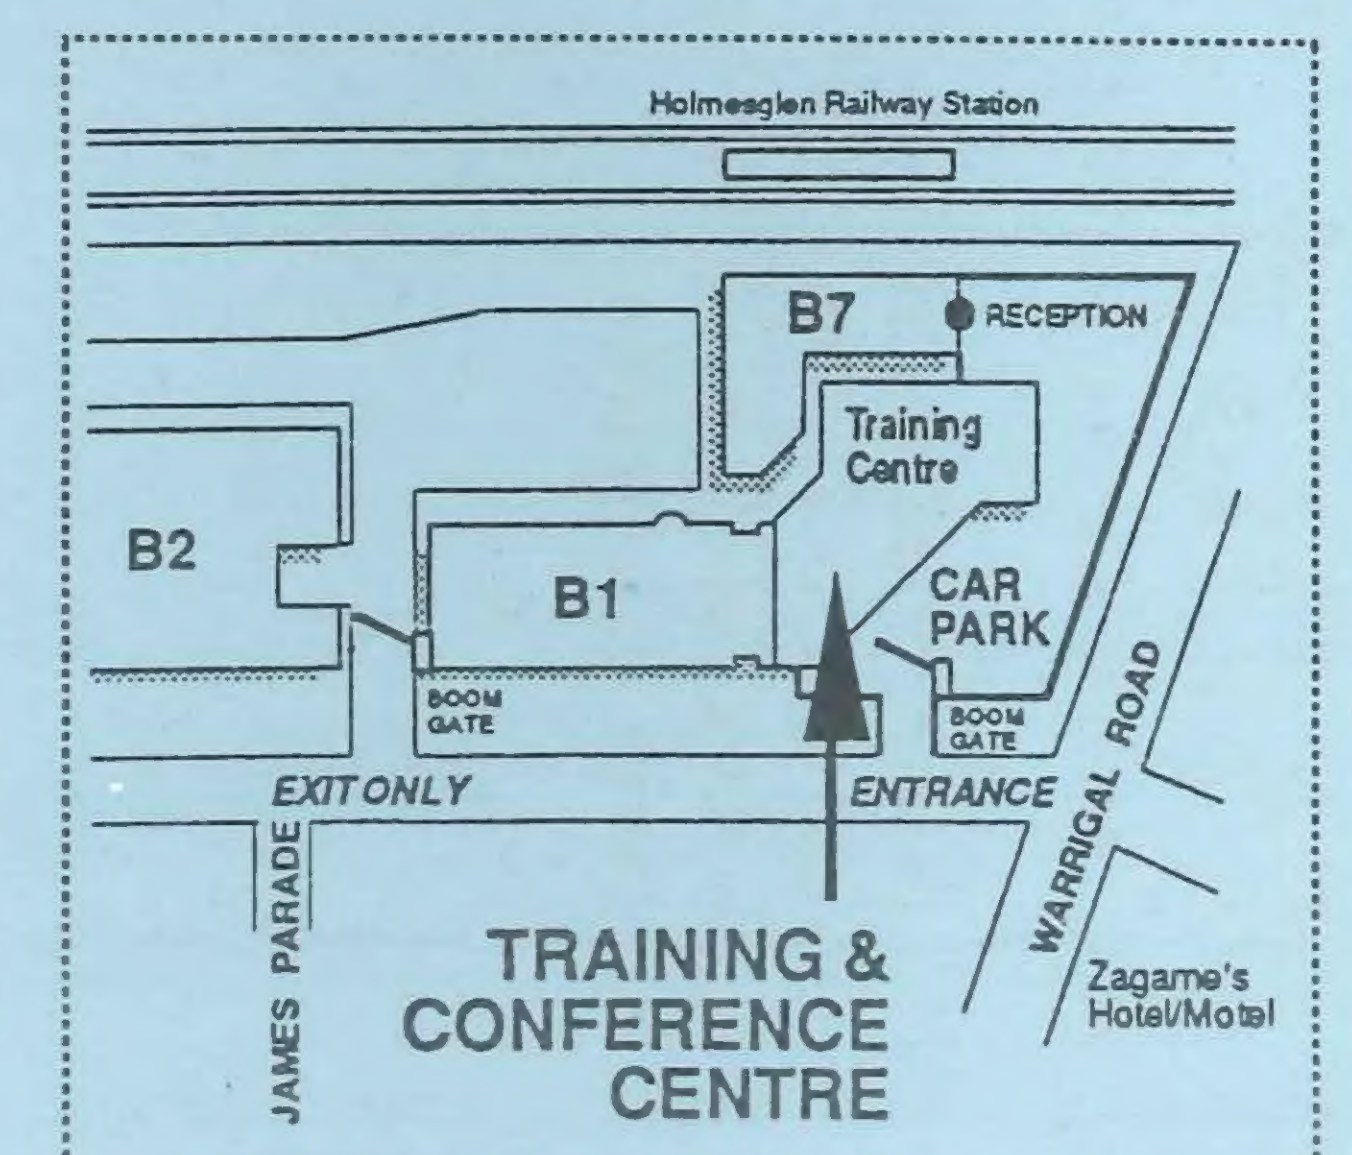 Holmesglen Railway Station
B7
RECEPTION
Training
Centre
B2
B1
CAR
PARK
BOOM
GATE
BOOM
GATE
EXIT ONLY
ENTRANCE
WARRIGAL ROAD
JAMES PARADE
TRAINING &
CONFERENCE
CENTRE
Zagame's
Hotel/Motel